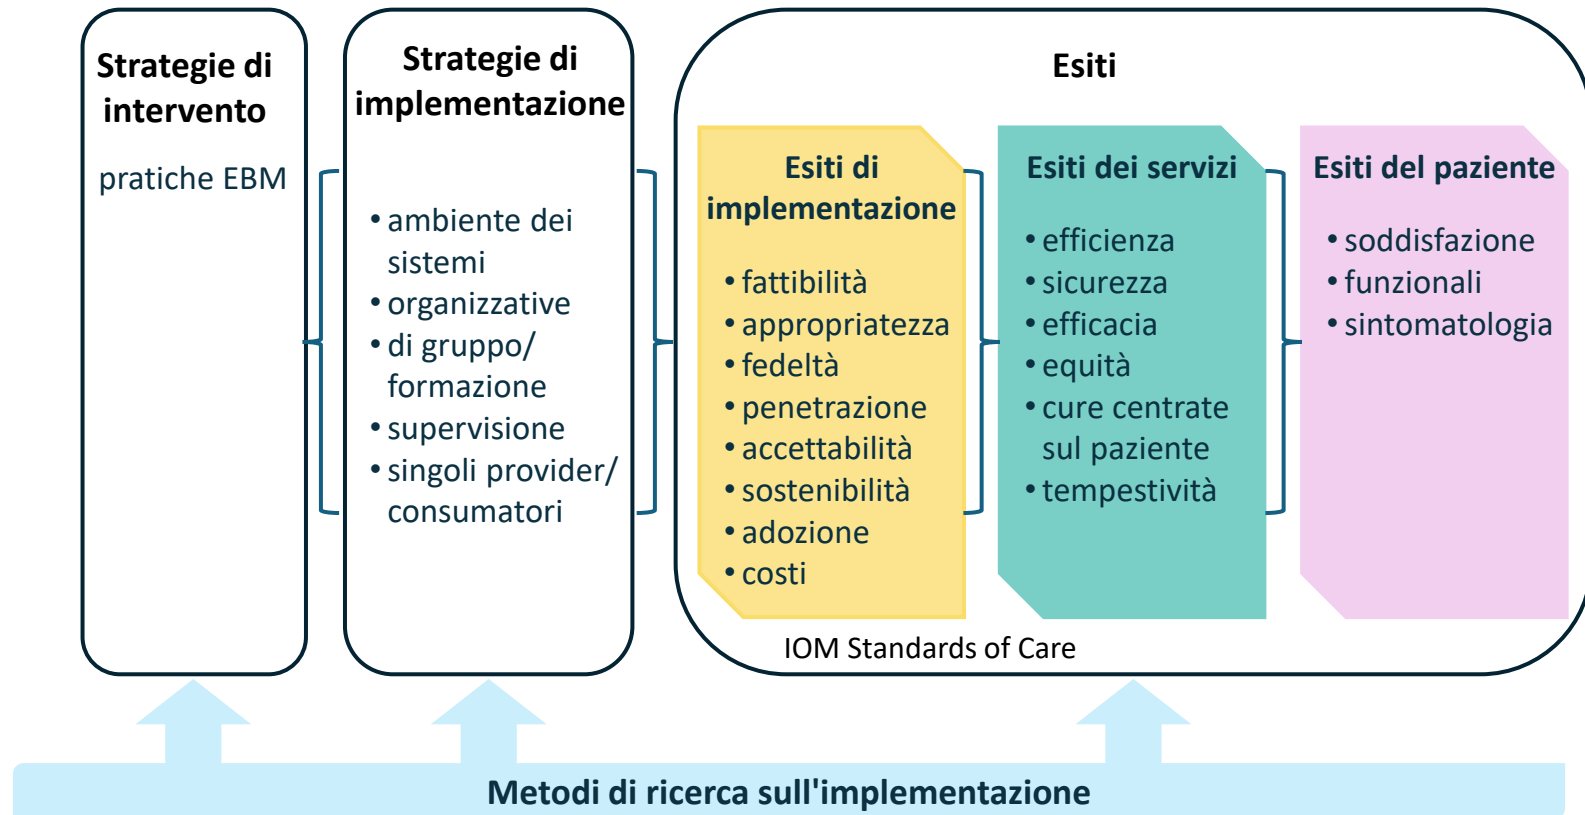 Strategie di
intervento
pratiche EBM
Strategie di
implementazione
• ambiente dei
sistemi
• organizzative
• di gruppo/
formazione
• supervisione
• singoli provider/
consumatori
Esiti
Esiti di
implementazione
• fattibilità
• appropriatezza
• fedeltà
• penetrazione
• accettabilità
• sostenibilità
• adozione
• costi
Esiti dei servizi
• efficienza
• sicurezza
• efficacia
• equità
• cure centrate
sul paziente
• tempestività
Esiti del paziente
• soddisfazione
• funzionali
• sintomatologia
IOM Standards of Care
Metodi di ricerca sull'implementazione